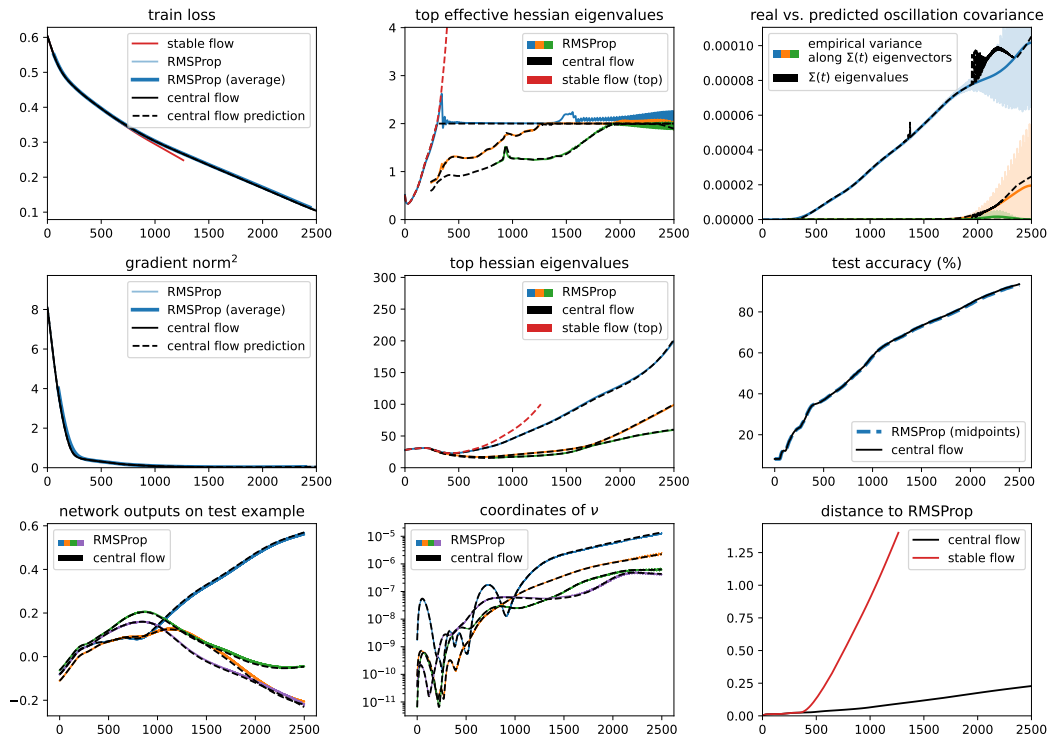 train loss
0.6
0.5
0.4
0.3
0.2
0.1
0 500 1000 1500 2000 2500
stable flow
RMSProp
RMSProp (average)
central flow
central flow prediction
top effective hessian eigenvalues
4
3
2
1
0
0 500 1000 1500 2000 2500
RMSProp
central flow
stable flow (top)
real vs. predicted oscillation covariance
0.00010
0.00008
0.00006
0.00004
0.00002
0.00000
0 500 1000 1500 2000 2500
empirical variance
along Σ(t) eigenvectors
Σ(t) eigenvalues
gradient norm²
8
6
4
2
0
0 500 1000 1500 2000 2500
RMSProp
RMSProp (average)
central flow
central flow prediction
top hessian eigenvalues
300
250
200
150
100
50
0
0 500 1000 1500 2000 2500
RMSProp
central flow
stable flow (top)
test accuracy (%)
80
60
40
20
0 500 1000 1500 2000 2500
RMSProp (midpoints)
central flow
network outputs on test example
0.6
0.4
0.2
0.0
−0.2
0 500 1000 1500 2000 2500
RMSProp
central flow
coordinates of ν
10⁻⁵
10⁻⁶
10⁻⁷
10⁻⁸
10⁻⁹
10⁻¹⁰
10⁻¹¹
0 500 1000 1500 2000 2500
RMSProp
central flow
distance to RMSProp
1.25
1.00
0.75
0.50
0.25
0.00
0 500 1000 1500 2000 2500
central flow
stable flow